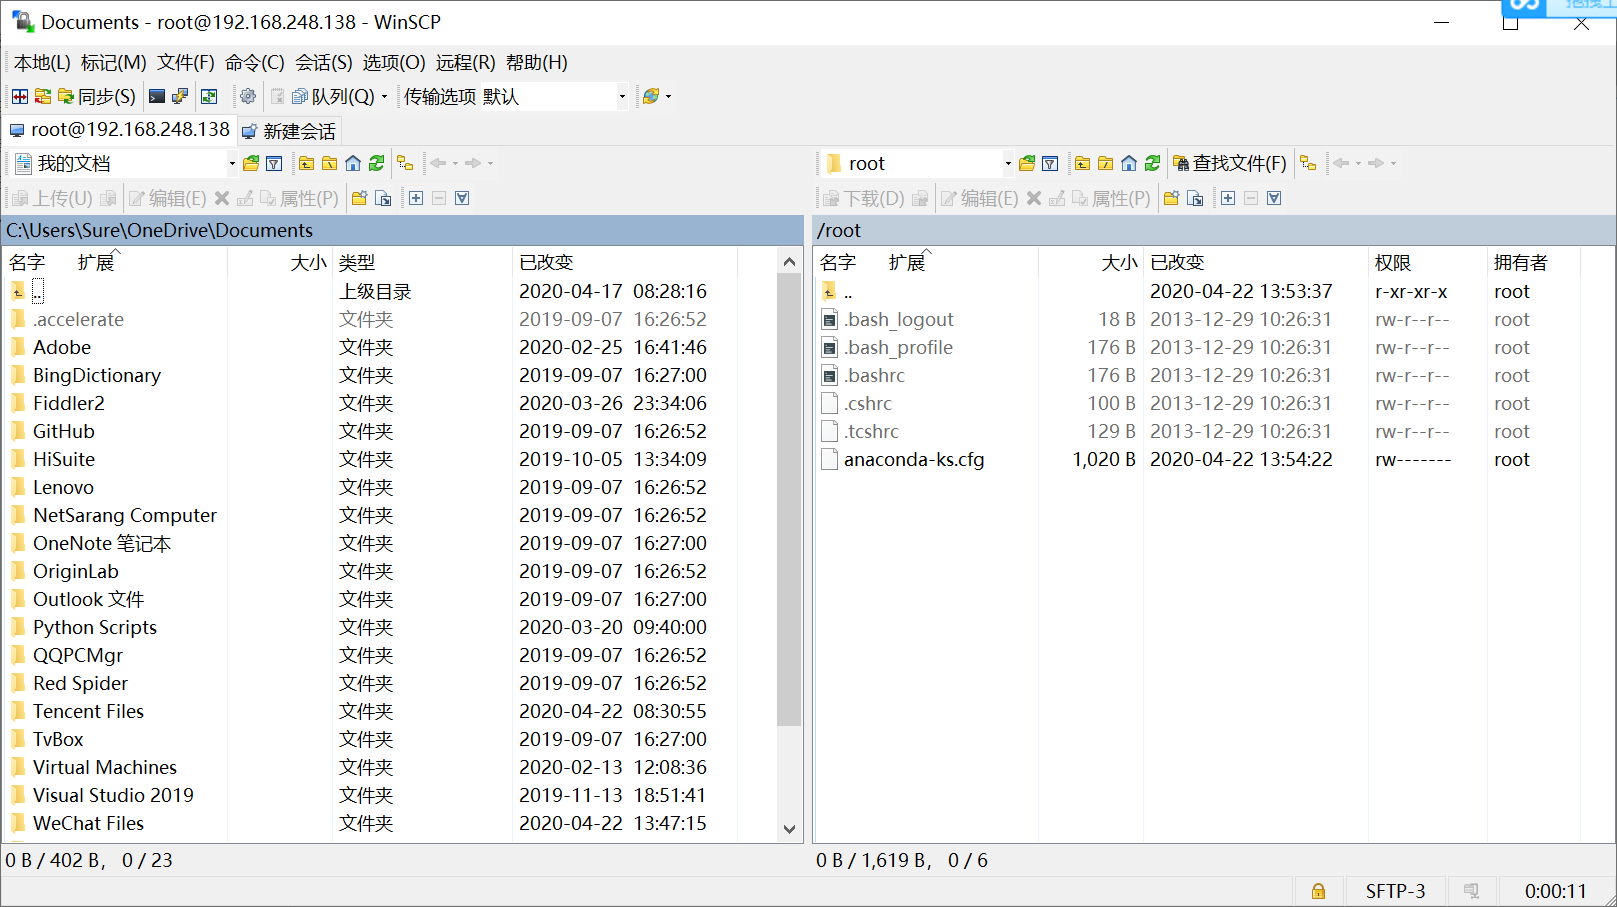 Documents - root@192.168.248.138 - WinSCP
本地(L) 标记(M) 文件(F) 命令(C) 会话(S) 选项(O) 远程(R) 帮助(H)
同步(S) 队列(Q) 传输选项 默认
root@192.168.248.138 新建会话
我的文档
上传(U) 编辑(E) 属性(P)
C:\Users\Sure\OneDrive\Documents
名字 扩展 大小 类型 已改变
.. 上级目录 2020-04-17 08:28:16
.accelerate 文件夹 2019-09-07 16:26:52
Adobe 文件夹 2020-02-25 16:41:46
BingDictionary 文件夹 2019-09-07 16:27:00
Fiddler2 文件夹 2020-03-26 23:34:06
GitHub 文件夹 2019-09-07 16:26:52
HiSuite 文件夹 2019-10-05 13:34:09
Lenovo 文件夹 2019-09-07 16:26:52
NetSarang Computer 文件夹 2019-09-07 16:26:52
OneNote 笔记本 文件夹 2019-09-07 16:27:00
OriginLab 文件夹 2019-09-07 16:26:52
Outlook 文件 文件夹 2019-09-07 16:27:00
Python Scripts 文件夹 2020-03-20 09:40:00
QQPCMgr 文件夹 2019-09-07 16:26:52
Red Spider 文件夹 2019-09-07 16:26:52
Tencent Files 文件夹 2020-04-22 08:30:55
TvBox 文件夹 2019-09-07 16:27:00
Virtual Machines 文件夹 2020-02-13 12:08:36
Visual Studio 2019 文件夹 2019-11-13 18:51:41
WeChat Files 文件夹 2020-04-22 13:47:15
0 B / 402 B， 0 / 23
root 查找文件(F)
下载(D) 编辑(E) 属性(P)
/root
名字 扩展 大小 已改变 权限 拥有者
.. 2020-04-22 13:53:37 r-xr-xr-x root
.bash_logout 18 B 2013-12-29 10:26:31 rw-r--r-- root
.bash_profile 176 B 2013-12-29 10:26:31 rw-r--r-- root
.bashrc 176 B 2013-12-29 10:26:31 rw-r--r-- root
.cshrc 100 B 2013-12-29 10:26:31 rw-r--r-- root
.tcshrc 129 B 2013-12-29 10:26:31 rw-r--r-- root
anaconda-ks.cfg 1,020 B 2020-04-22 13:54:22 rw------- root
0 B / 1,619 B， 0 / 6
SFTP-3 0:00:11